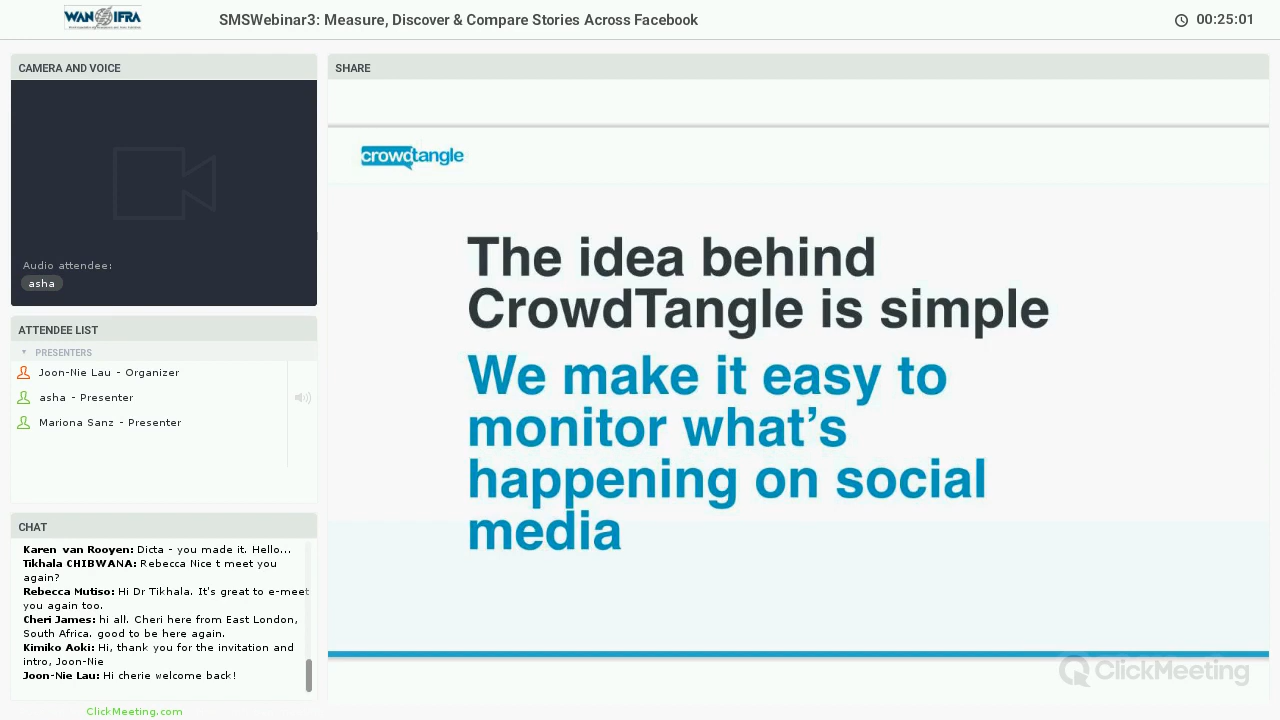 WAN IFRA
SMSWebinar3: Measure, Discover & Compare Stories Across Facebook
00:25:01
CAMERA AND VOICE
Audio attendee:
asha
ATTENDEE LIST
PRESENTERS
Joon-Nie Lau - Organizer
asha - Presenter
Mariona Sanz - Presenter
CHAT
Karen van Rooyen: Dicta - you made it. Hello...
Tikhala CHIBWANA: Rebecca Nice t meet you
again?
Rebecca Mutiso: Hi Dr Tikhala. It's great to e-meet
you again too.
Cheri James: hi all. Cheri here from East London,
South Africa. good to be here again.
Kimiko Aoki: Hi, thank you for the invitation and
intro, Joon-Nie
Joon-Nie Lau: Hi cherie welcome back!
ClickMeeting.com
SHARE
crowdtangle
The idea behind
CrowdTangle is simple
We make it easy to
monitor what’s
happening on social
media
ClickMeeting